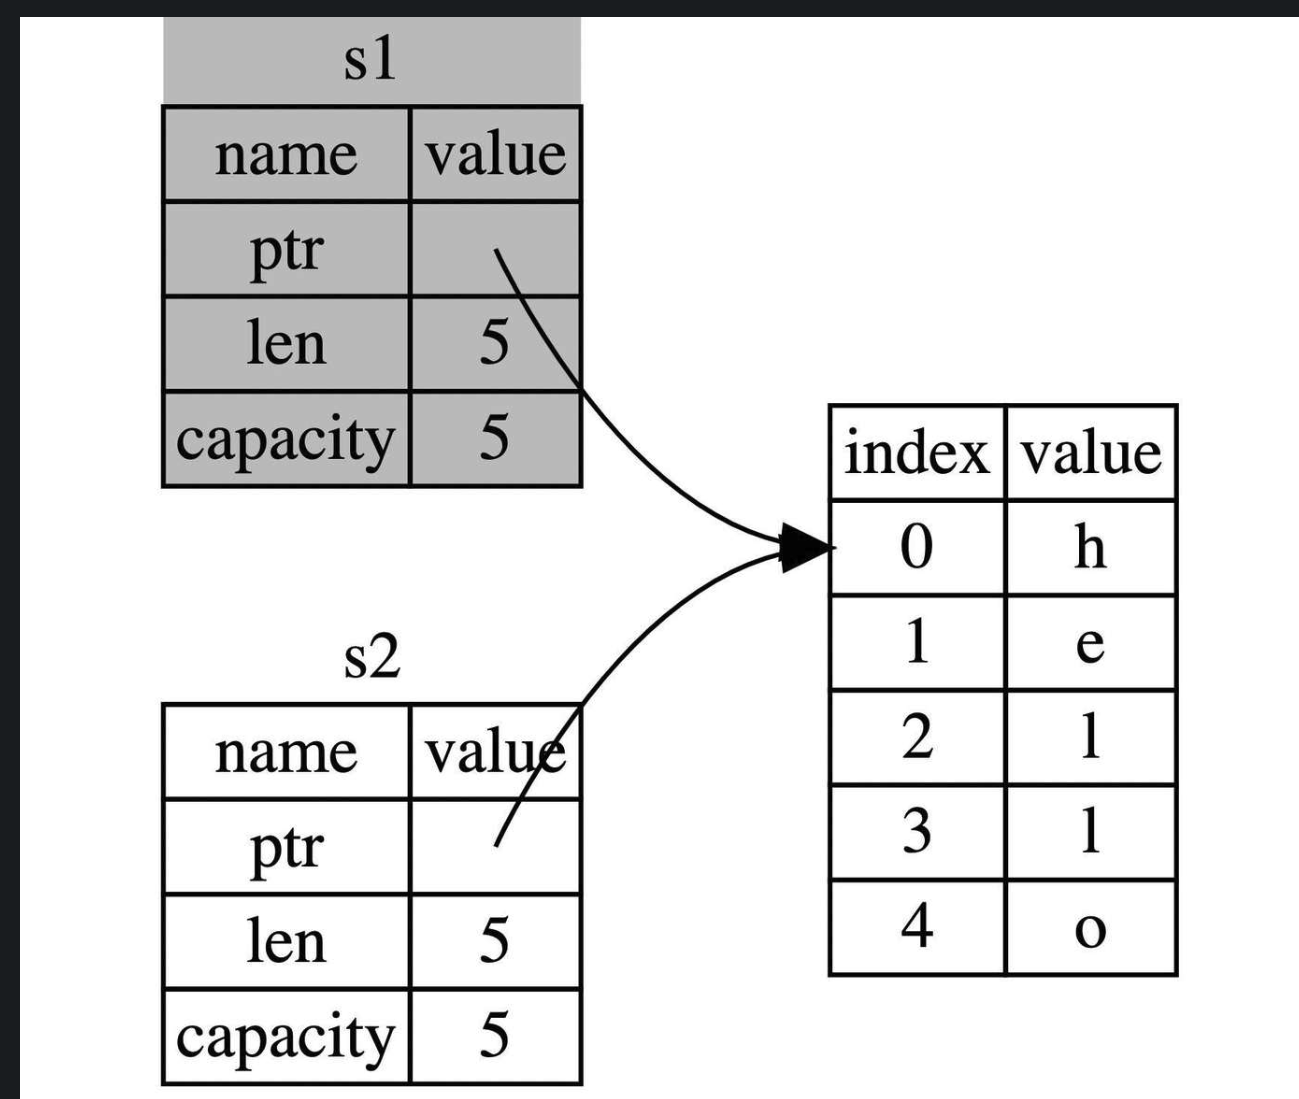 s1
name value
ptr
len 5
capacity 5
s2
name value
ptr
len 5
capacity 5
index value
0 h
1 e
2 l
3 l
4 o